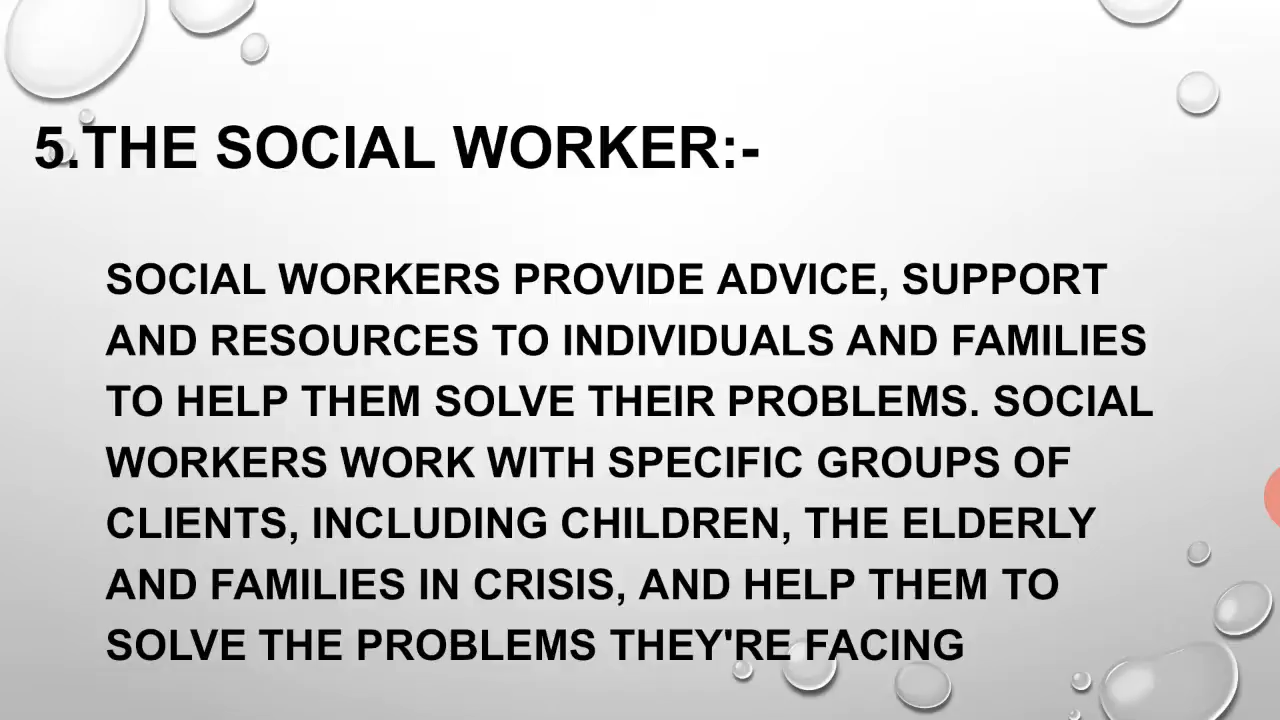 5.THE SOCIAL WORKER:-
SOCIAL WORKERS PROVIDE ADVICE, SUPPORT
AND RESOURCES TO INDIVIDUALS AND FAMILIES
TO HELP THEM SOLVE THEIR PROBLEMS. SOCIAL
WORKERS WORK WITH SPECIFIC GROUPS OF
CLIENTS, INCLUDING CHILDREN, THE ELDERLY
AND FAMILIES IN CRISIS, AND HELP THEM TO
SOLVE THE PROBLEMS THEY'RE FACING